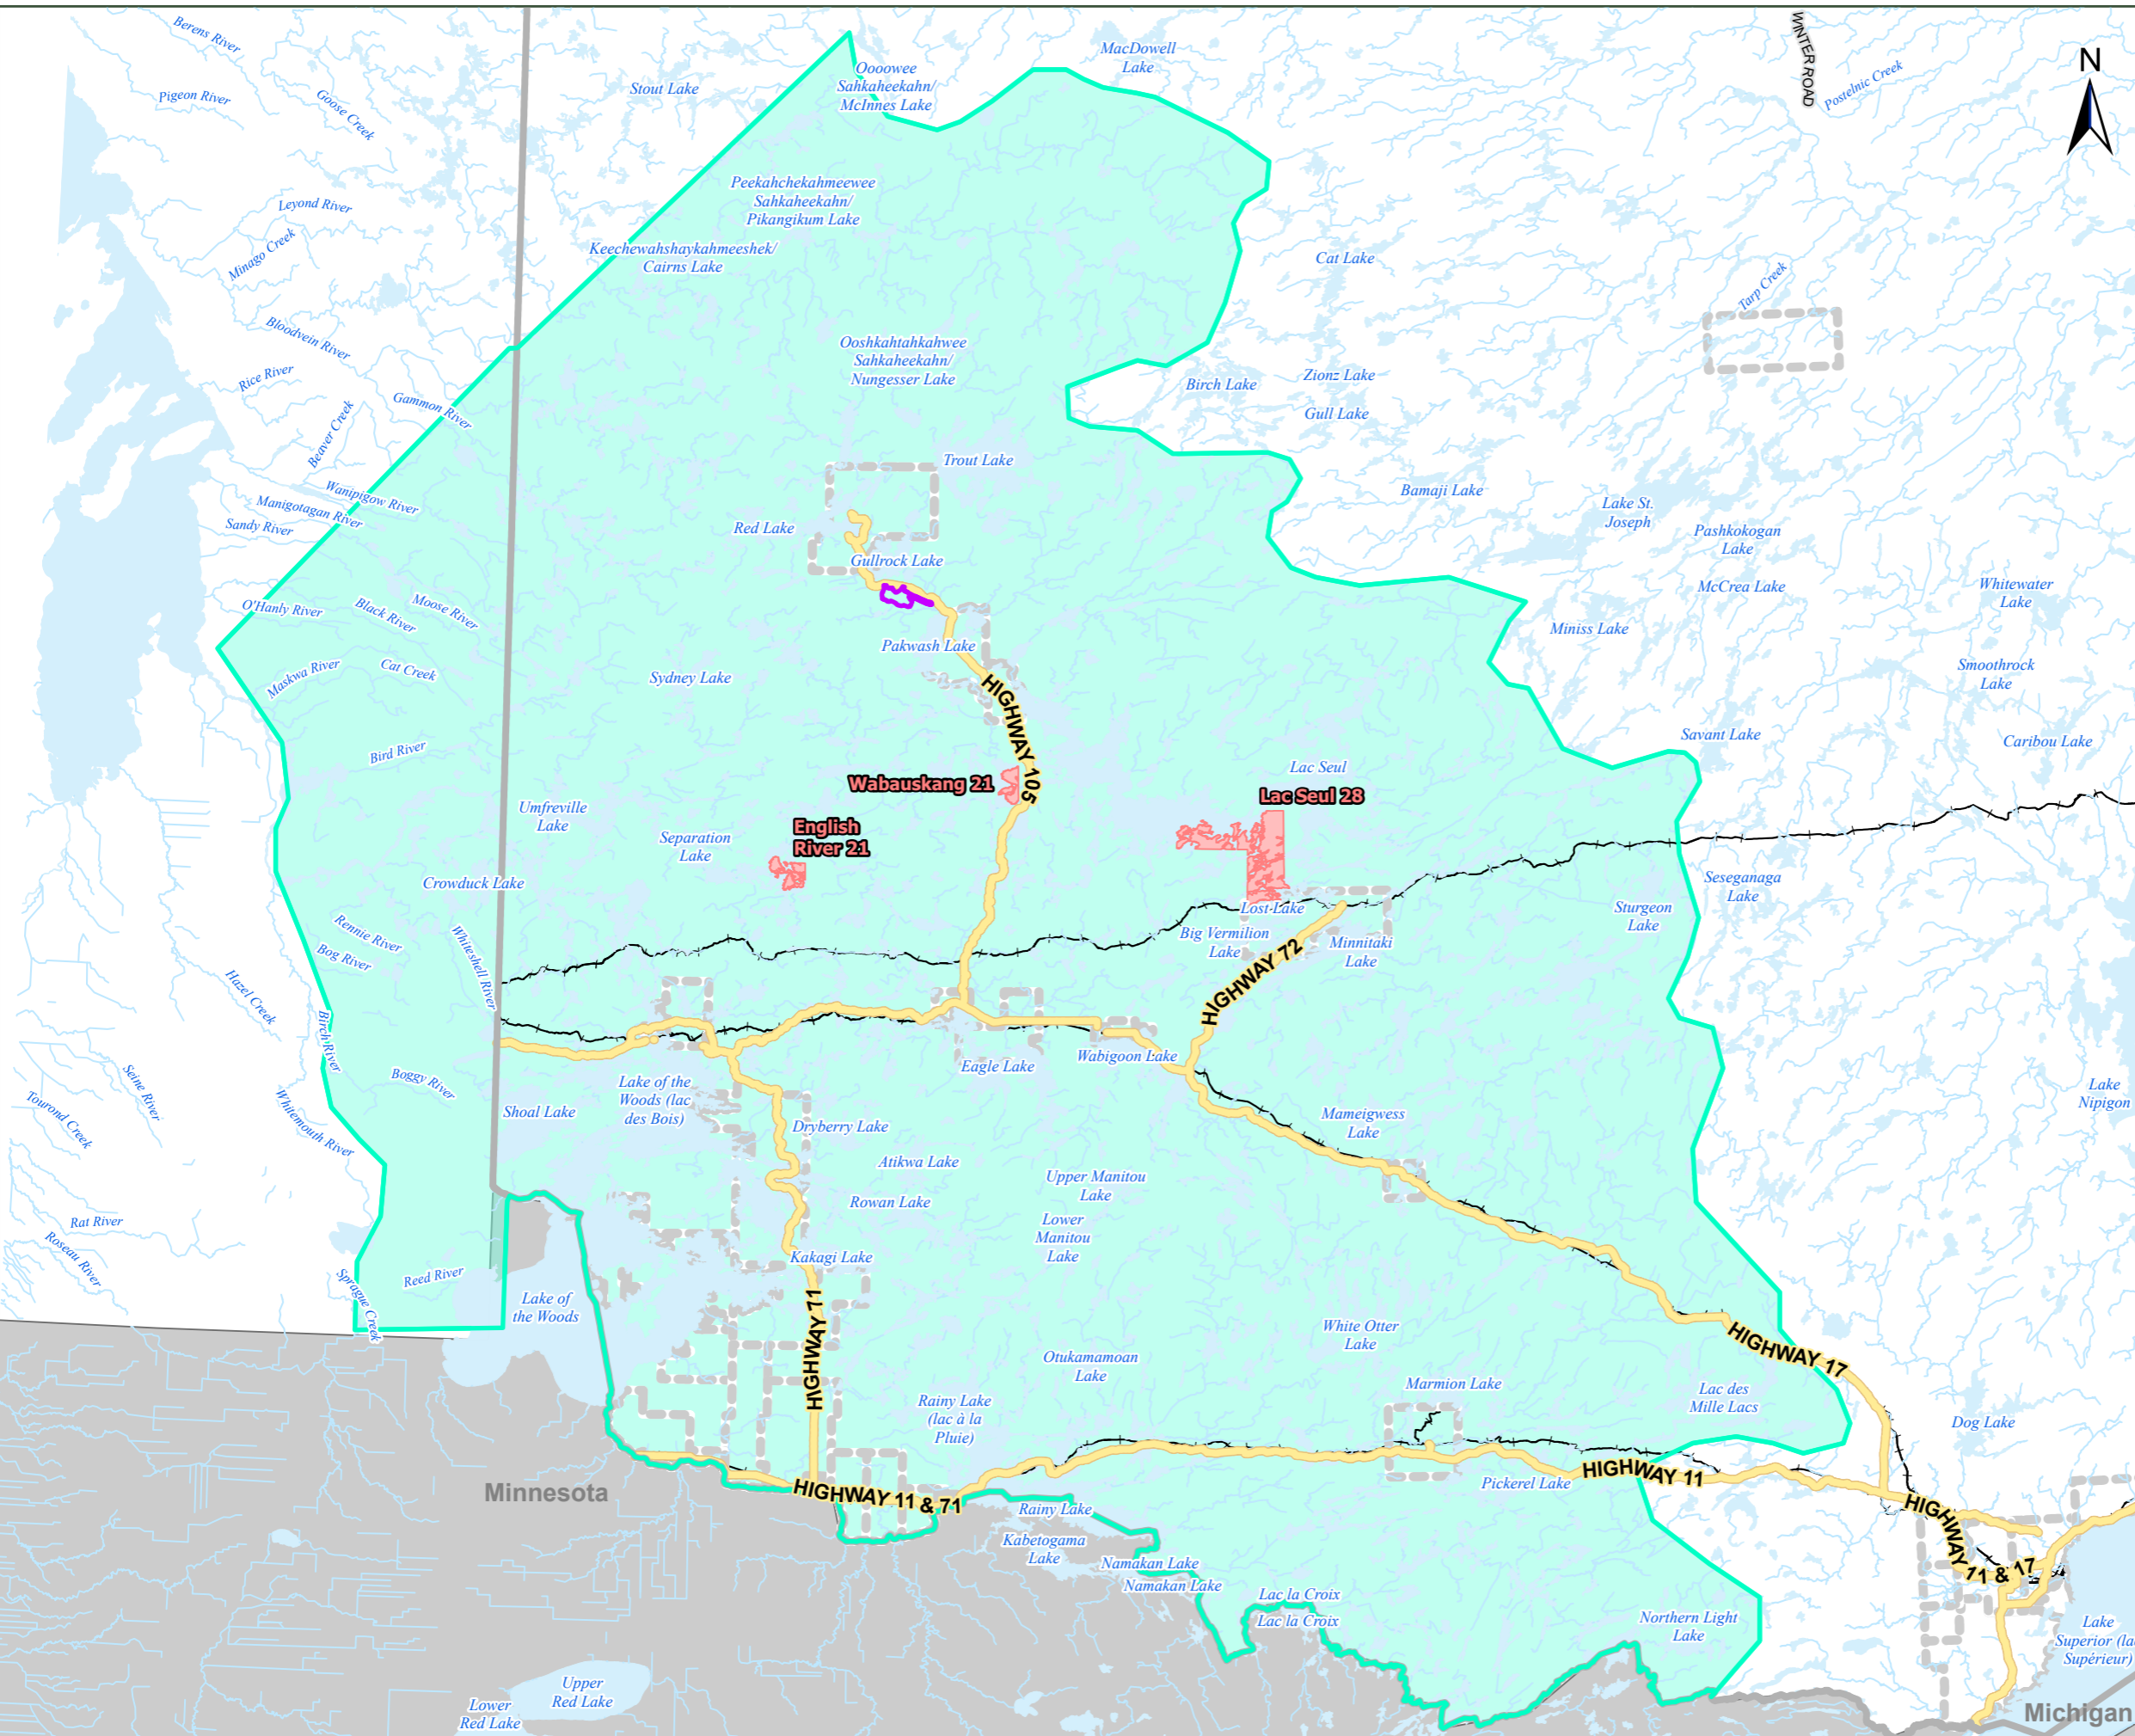 Berens River
Pigeon River
Goose Creek
Stout Lake
Oooowee
Sahkaheekahn/
McInnes Lake
MacDowell
Lake
WINTER ROAD
Postelnic Creek
N
Leyond River
Minago Creek
Peekahchekahmeewee
Sahkaheekahn/
Pikangikum Lake
Keechewahshaykahmeeshek/
Cairns Lake
Cat Lake
Tarp Creek
Bloodvein River
Rice River
Gammon River
Beaver Creek
Ooshkahtahkahwee
Sahkaheekahn/
Nungesser Lake
Birch Lake
Zionz Lake
Gull Lake
Trout Lake
Wanipigow River
Manigotagan River
Sandy River
Red Lake
Bamaji Lake
Lake St.
Joseph
Pashkokogan
Lake
Gullrock Lake
McCrea Lake
Whitewater
Lake
O'Hanly River
Black River
Moose River
Miniss Lake
Pakwash Lake
Maskwa River
Cat Creek
Sydney Lake
Smoothrock
Lake
HIGHWAY 105
Bird River
Savant Lake
Caribou Lake
Wabauskang 21
Lac Seul
Lac Seul 28
Umfreville
Lake
English
River 21
Separation
Lake
Crowduck Lake
Seseganaga
Lake
Sturgeon
Lake
Lost Lake
Rennie River
Bog River
Whiteshell River
Big Vermilion
Lake
HIGHWAY 72
Minnitaki
Lake
Hazel Creek
Birch River
Seine River
Tourond Creek
Boggy River
Whitemouth River
Shoal Lake
Lake of the
Woods (lac
des Bois)
Eagle Lake
Wabigoon Lake
Lake
Nipigon
Dryberry Lake
Mameigwess
Lake
Atikwa Lake
Upper Manitou
Lake
Rowan Lake
Lower
Manitou
Lake
Rat River
Roseau River
Kakagi Lake
Sprague Creek
Reed River
Lake of
the Woods
HIGHWAY 71
White Otter
Lake
HIGHWAY 17
Otukamamoan
Lake
Marmion Lake
Lac des
Mille Lacs
Rainy Lake
(lac à la
Pluie)
Dog Lake
Minnesota
HIGHWAY 11 & 71
Pickerel Lake
HIGHWAY 11
Rainy Lake
Kabetogama
Lake
HIGHWAY 11 & 17
Namakan Lake
Namakan Lake
Lac la Croix
Lac la Croix
Northern Light
Lake
Lake
Superior (la
Supérieur)
Upper
Red Lake
Lower
Red Lake
Michigan